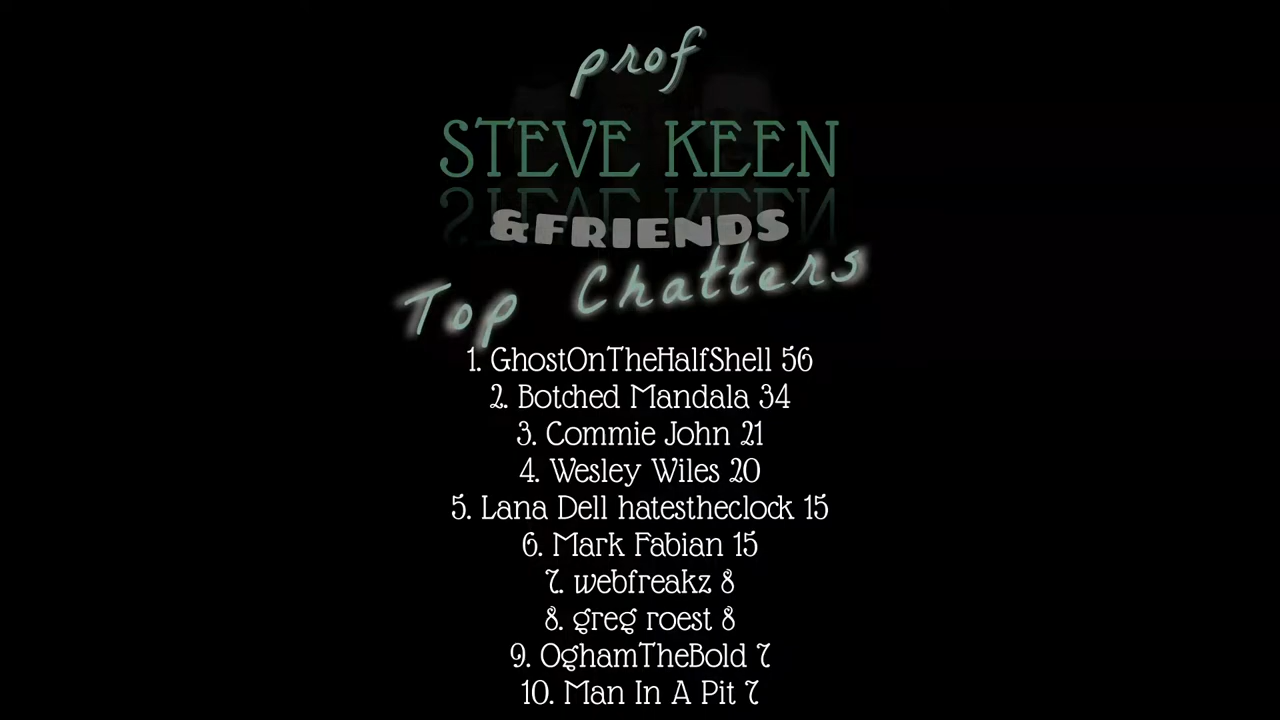 prof
STEVE KEEN
&FRIENDS
Top Chatters
1. GhostOnTheHalfShell 56
2. Botched Mandala 34
3. Commie John 21
4. Wesley Wiles 20
5. Lana Dell hatestheclock 15
6. Mark Fabian 15
7. webfreakz 8
8. greg roest 8
9. OghamTheBold 7
10. Man In A Pit 7